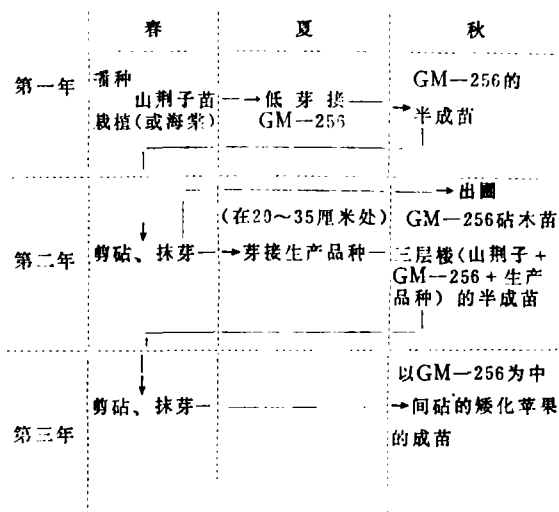 春 夏 秋
播种 GM—256的
第一年 山荆子苗 低芽接 半成苗
栽植(或海棠) GM—256
出圃
(在20～35厘米处) GM—256砧木苗
第二年 剪砧、抹芽 芽接生产品种 三层楼(山荆子+
GM—256+生产
品种)的半成苗
以GM—256为中
剪砧、抹芽 间砧的矮化苹果
第三年 的成苗